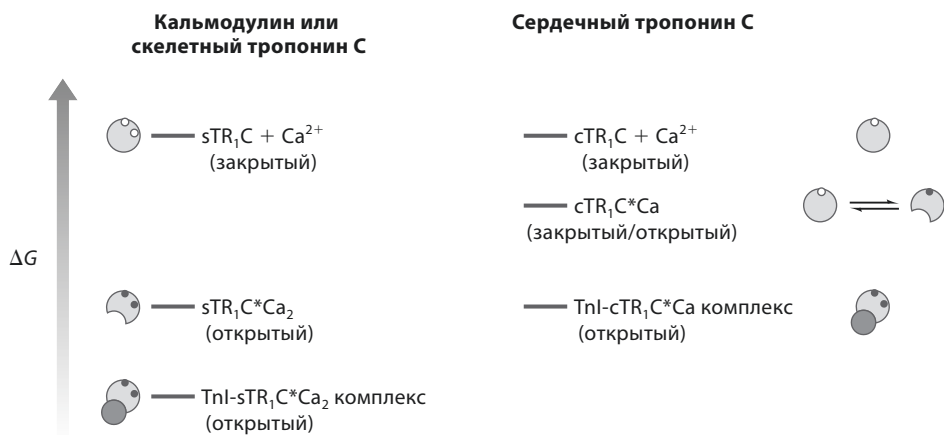 Кальмодулин или
скелетный тропонин С
Сердечный тропонин С
ΔG
sTR₁C + Ca²⁺
(закрытый)
sTR₁C*Ca₂
(открытый)
TnI-sTR₁C*Ca₂ комплекс
(открытый)
cTR₁C + Ca²⁺
(закрытый)
cTR₁C*Ca
(закрытый/открытый)
TnI-cTR₁C*Ca комплекс
(открытый)